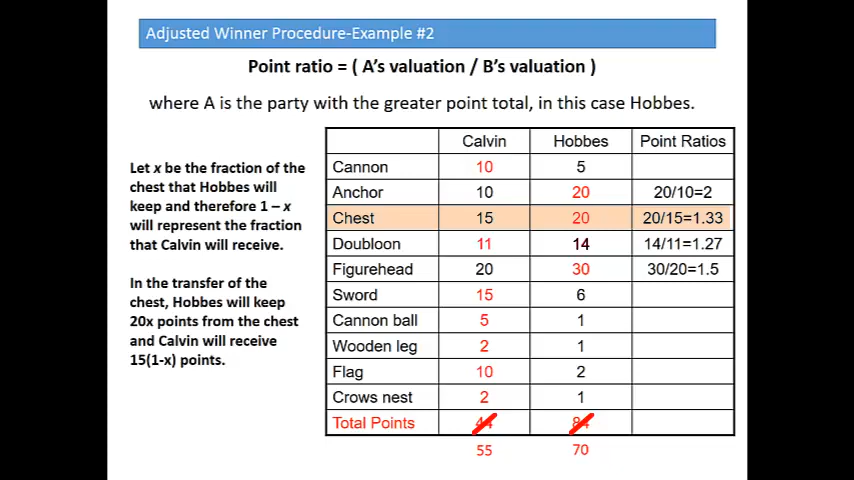 Adjusted Winner Procedure-Example #2
Point ratio = ( A's valuation / B's valuation )
where A is the party with the greater point total, in this case Hobbes.
Let x be the fraction of the
chest that Hobbes will
keep and therefore 1 – x
will represent the fraction
that Calvin will receive.
In the transfer of the
chest, Hobbes will keep
20x points from the chest
and Calvin will receive
15(1-x) points.
Calvin Hobbes Point Ratios
Cannon 10 5
Anchor 10 20 20/10=2
Chest 15 20 20/15=1.33
Doubloon 11 14 14/11=1.27
Figurehead 20 30 30/20=1.5
Sword 15 6
Cannon ball 5 1
Wooden leg 2 1
Flag 10 2
Crows nest 2 1
Total Points 44 84
55 70